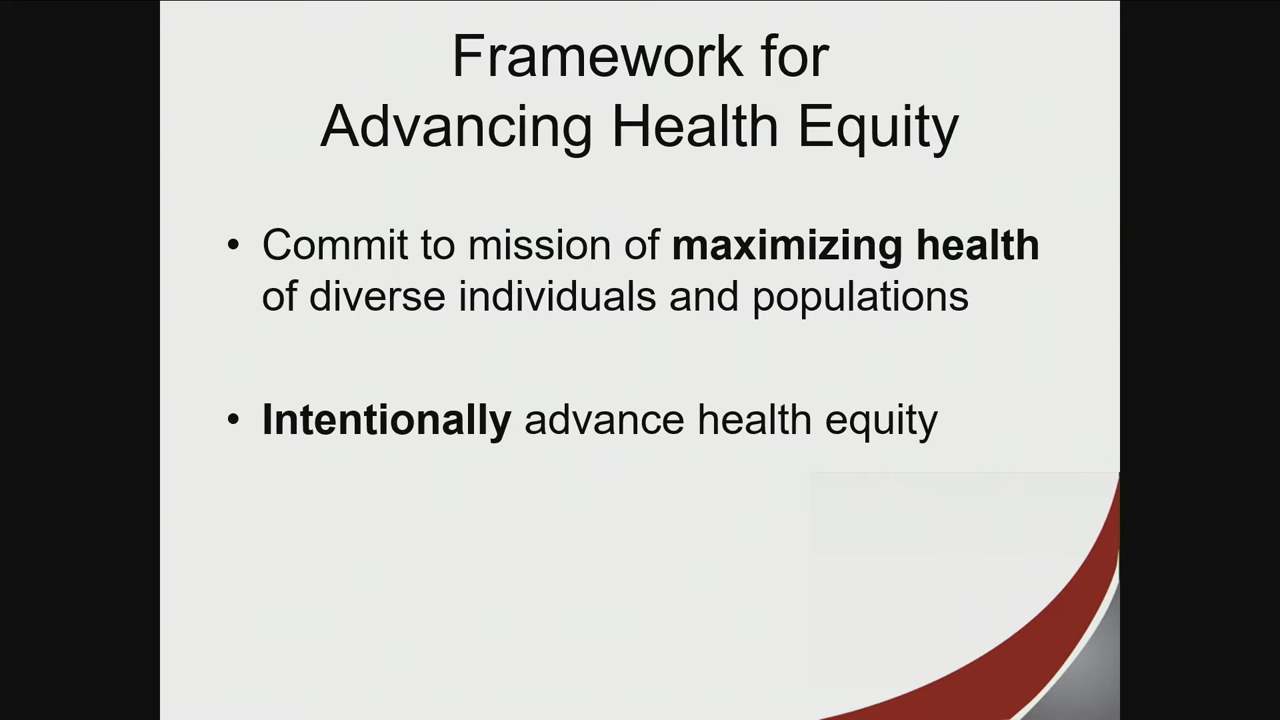 Framework for
Advancing Health Equity
• Commit to mission of maximizing health
of diverse individuals and populations
• Intentionally advance health equity